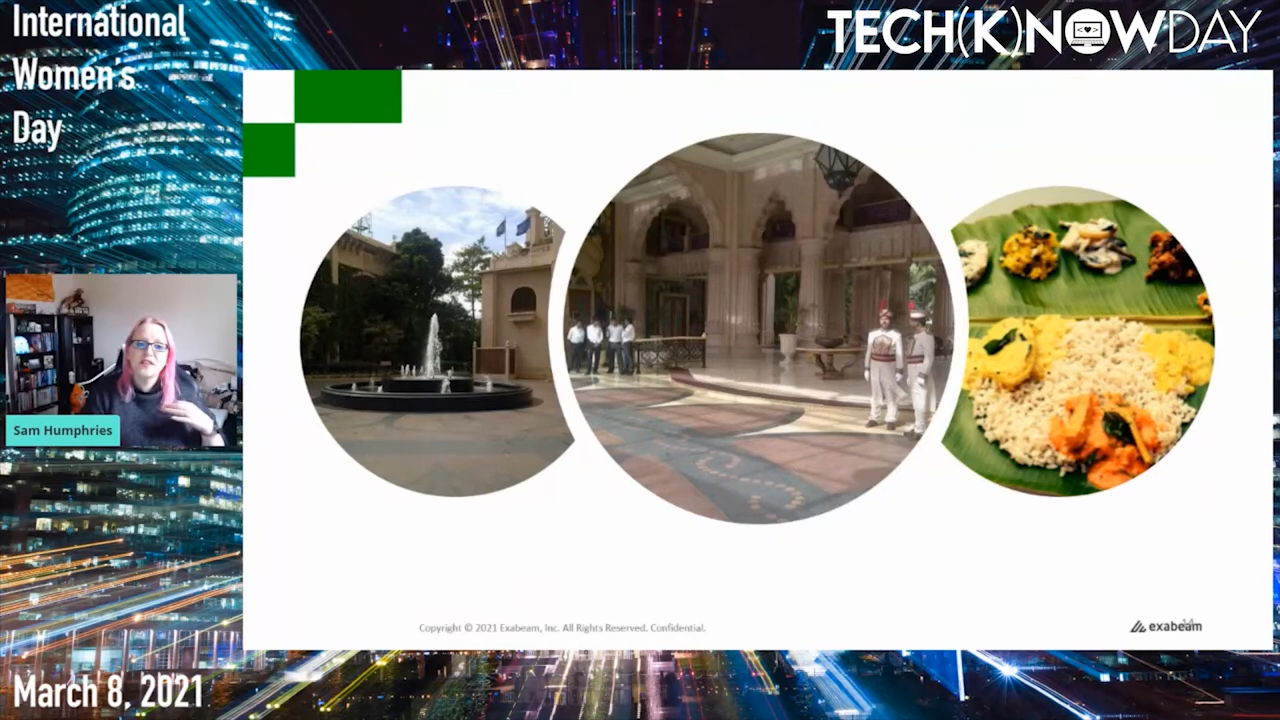 International
Women's
Day
TECH(K)NOWDAY
Sam Humphries
Copyright © 2021 Exabeam, Inc. All Rights Reserved. Confidential.
exabeam
March 8, 2021